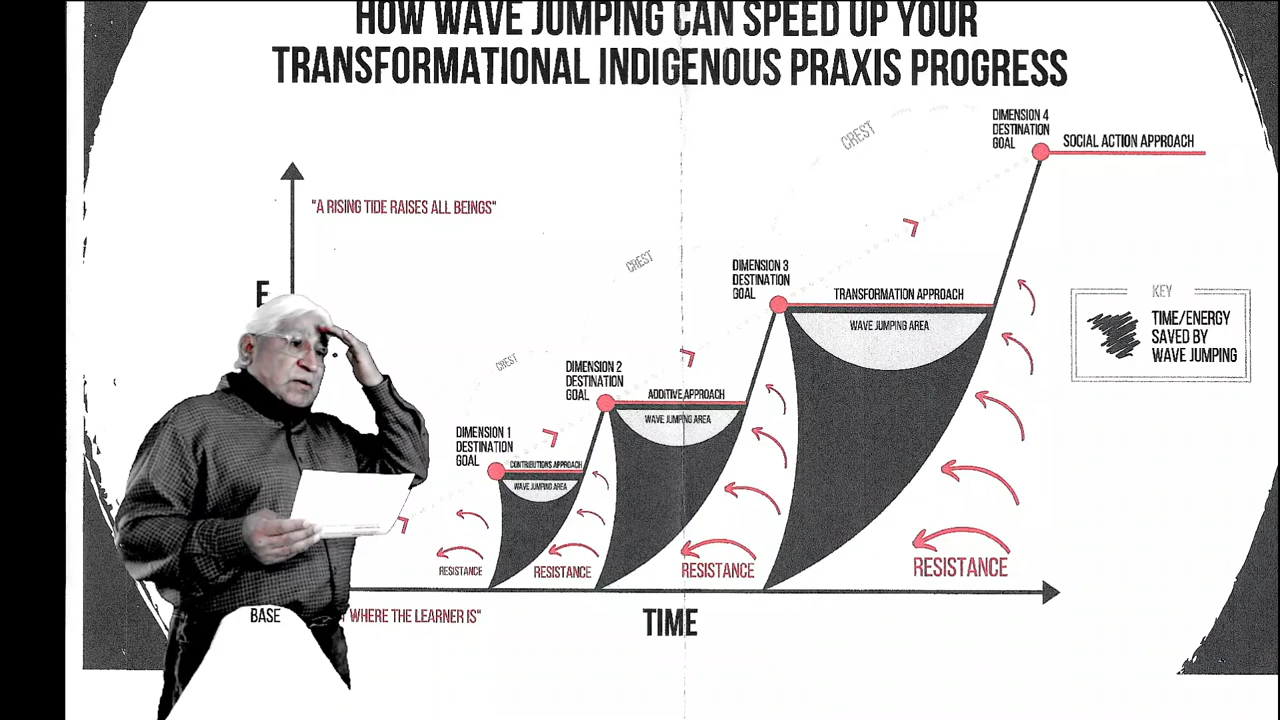 HOW WAVE JUMPING CAN SPEED UP YOUR
TRANSFORMATIONAL INDIGENOUS PRAXIS PROGRESS
CREST
DIMENSION 4
DESTINATION
GOAL
SOCIAL ACTION APPROACH
"A RISING TIDE RAISES ALL BEINGS"
CREST
DIMENSION 3
DESTINATION
GOAL
TRANSFORMATION APPROACH
WAVE JUMPING AREA
KEY
TIME/ENERGY
SAVED BY
WAVE JUMPING
CREST
DIMENSION 2
DESTINATION
GOAL
ADDITIVE APPROACH
WAVE JUMPING AREA
DIMENSION 1
DESTINATION
GOAL
CONTRIBUTIONS APPROACH
WAVE JUMPING AREA
RESISTANCE
RESISTANCE
RESISTANCE
RESISTANCE
BASE
WHERE THE LEARNER IS"
TIME